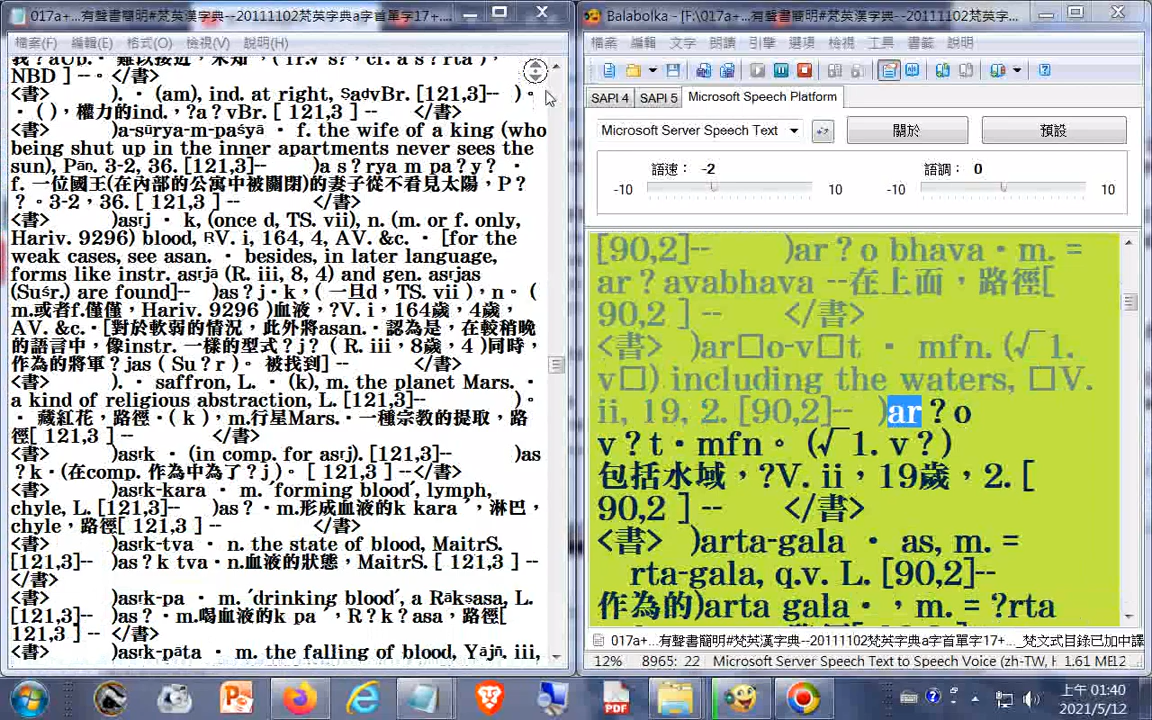 017a+...有聲書簡明#梵英漢字典--20111102梵英字典a字首單字17+...
檔案(F) 編輯(E) 格式(O) 檢視(V) 說明(H)
NBD ] --。</書>
<書> ). · (am), ind. at right, ṢaḍvBr. [121,3]-- )。
·（ )，權力的ind.，?a？vBr. [ 121,3 ] -- </書>
<書> )a-sūrya-m-paśyā · f. the wife of a king (who
being shut up in the inner apartments never sees the
sun), Pāṇ. 3-2, 36. [121,3]-- )a s？rya m pa？y？·
f. 一位國王(在內部的公寓中被關閉)的妻子從不看見太陽，P？
？。3-2，36. [ 121,3 ] -- </書>
<書> )asṛj · k, (once d, TS. vii), n. (m. or f. only,
Hariv. 9296) blood, ṚV. i, 164, 4, AV. &c. · [for the
weak cases, see asan. · besides, in later language,
forms like instr. asṛjā (R. iii, 8, 4) and gen. asṛjas
(Suśr.) are found]-- )as？j·k，( 一旦d，TS. vii )，n。(
m.或者f.僅僅，Hariv. 9296 )血液，?V. i，164歲，4歲，
AV. &c.·[對於軟弱的情況，此外將asan.·認為是，在較稍晚
的語言中，像instr. 一樣的型式？j？( R. iii，8歲，4 )同時，
作為的將軍？jas ( Su？r )。 被找到] -- </書>
<書> ). · saffron, L. · (k), m. the planet Mars. ·
a kind of religious abstraction, L. [121,3]-- )。
· 藏紅花，路徑·( k )，m.行星Mars.·一種宗教的提取，路
徑[ 121,3 ] -- </書>
<書> )asṛk · (in comp. for asṛj). [121,3]-- )as
？k·(在comp. 作為中為了？j )。[ 121,3 ] -- </書>
<書> )asṛk-kara · m. 'forming blood', lymph,
chyle, L. [121,3]-- )as？·m.形成血液的k kara '，淋巴，
chyle，路徑[ 121,3 ] -- </書>
<書> )asṛk-tva · n. the state of blood, MaitrS.
[121,3]-- )as？k tva·n.血液的狀態，MaitrS. [ 121,3 ] --
</書>
<書> )asṛk-pa · m. 'drinking blood', a Rākṣasa, L.
[121,3]-- )as？·m.喝血液的k pa '，R？k？asa，路徑[
121,3 ] -- </書>
<書> )asṛk-pāta · m. the falling of blood, Yājñ. iii,
Balabolka - [F:\017a+...有聲書簡明#梵英漢字典--20111102梵英字...
檔案 編輯 文字 朗讀 引擎 選項 檢視 工具 書籤 說明
SAPI 4 SAPI 5 Microsoft Speech Platform
Microsoft Server Speech Text 關於 預設
語速： -2 語調： 0
-10 10 -10 10
[90,2]-- )ar？o bhava·m. =
ar？avabhava --在上面，路徑[
90,2 ] -- </書>
<書> )ar□o-v□t · mfn. (√1.
v□) including the waters, □V.
ii, 19, 2. [90,2]-- )ar？o
v？t·mfn。(√1. v？)
包括水域，?V. ii，19歲，2. [
90,2 ] -- </書>
<書> )arta-gala · as, m. =
rta-gala, q.v. L. [90,2]--
作為的)arta gala·，m. = ?rta
017a+...有聲書簡明#梵英漢字典--20111102梵英字典a字首單字17+..._梵文式目錄已加中譯
12% 8965: 22 Microsoft Server Speech Text to Speech Voice (zh-TW, H 1.61 ME12
上午 01:40
2021/5/12